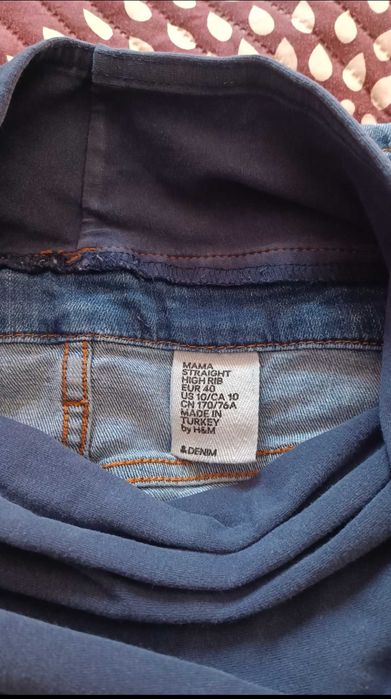 MAMA
STRAIGHT
HIGH RIB
EUR 40
US 10/CA 10
CN 170/76A
MADE IN
TURKEY
by H&M
&DENIM